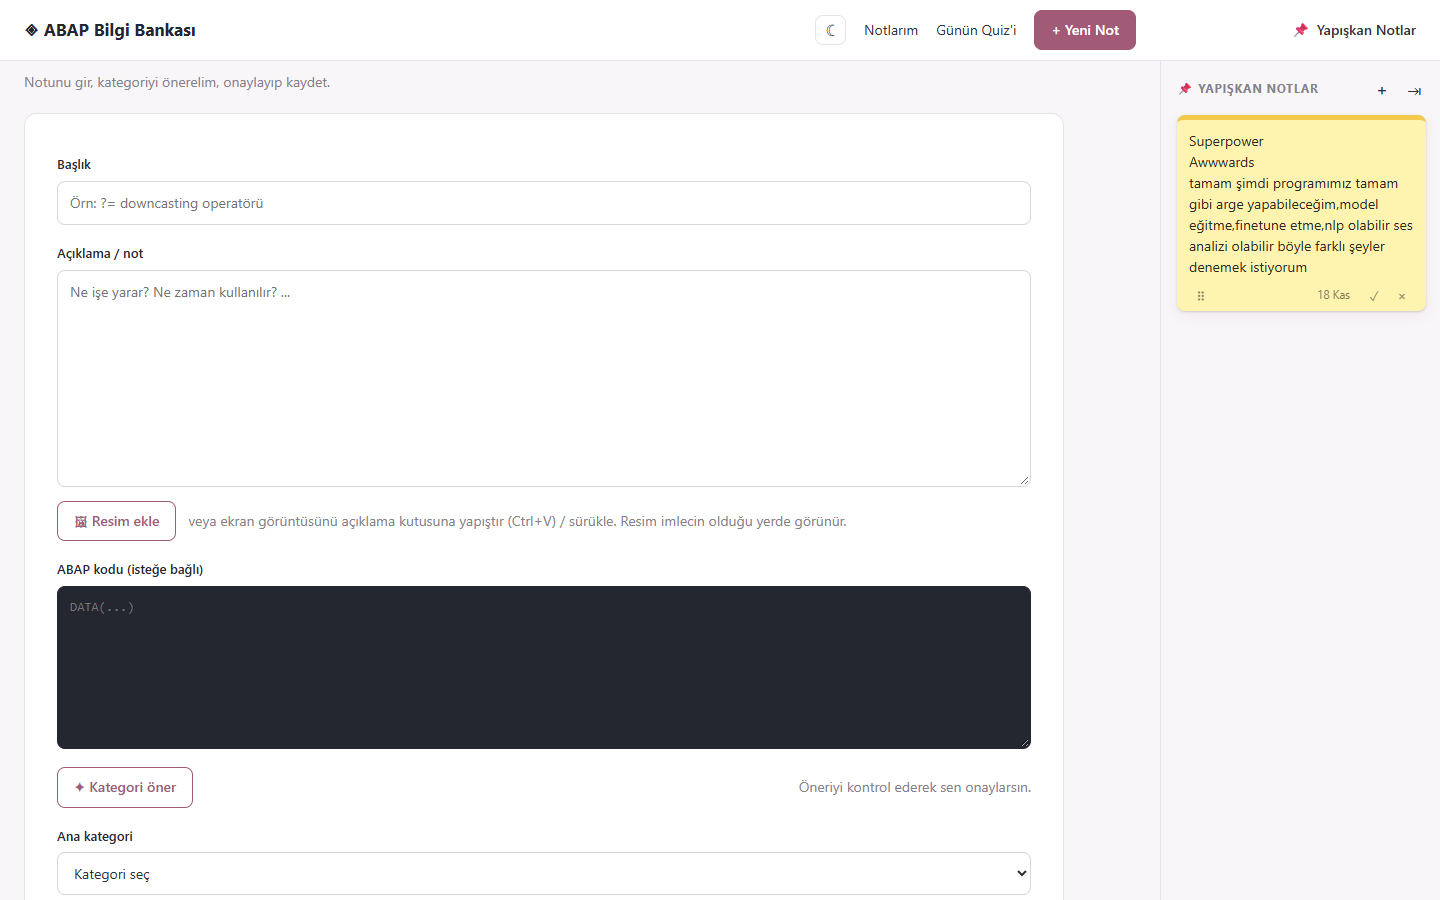 ◈ ABAP Bilgi Bankası
☾
Notlarım
Günün Quiz'i
+ Yeni Not
📌 Yapışkan Notlar
Notunu gir, kategoriyi önerelim, onaylayıp kaydet.
Başlık
Örn: ?= downcasting operatörü
Açıklama / not
Ne işe yarar? Ne zaman kullanılır? ...
🖼 Resim ekle
veya ekran görüntüsünü açıklama kutusuna yapıştır (Ctrl+V) / sürükle. Resim imlecin olduğu yerde görünür.
ABAP kodu (isteğe bağlı)
DATA(...)
✦ Kategori öner
Öneriyi kontrol ederek sen onaylarsın.
Ana kategori
Kategori seç
📌 YAPIŞKAN NOTLAR
+ ⇥
Superpower
Awwwards
tamam şimdi programımız tamam
gibi arge yapabileceğim,model
eğitme,finetune etme,nlp olabilir ses
analizi olabilir böyle farklı şeyler
denemek istiyorum
⠿ 18 Kas ✓ ×